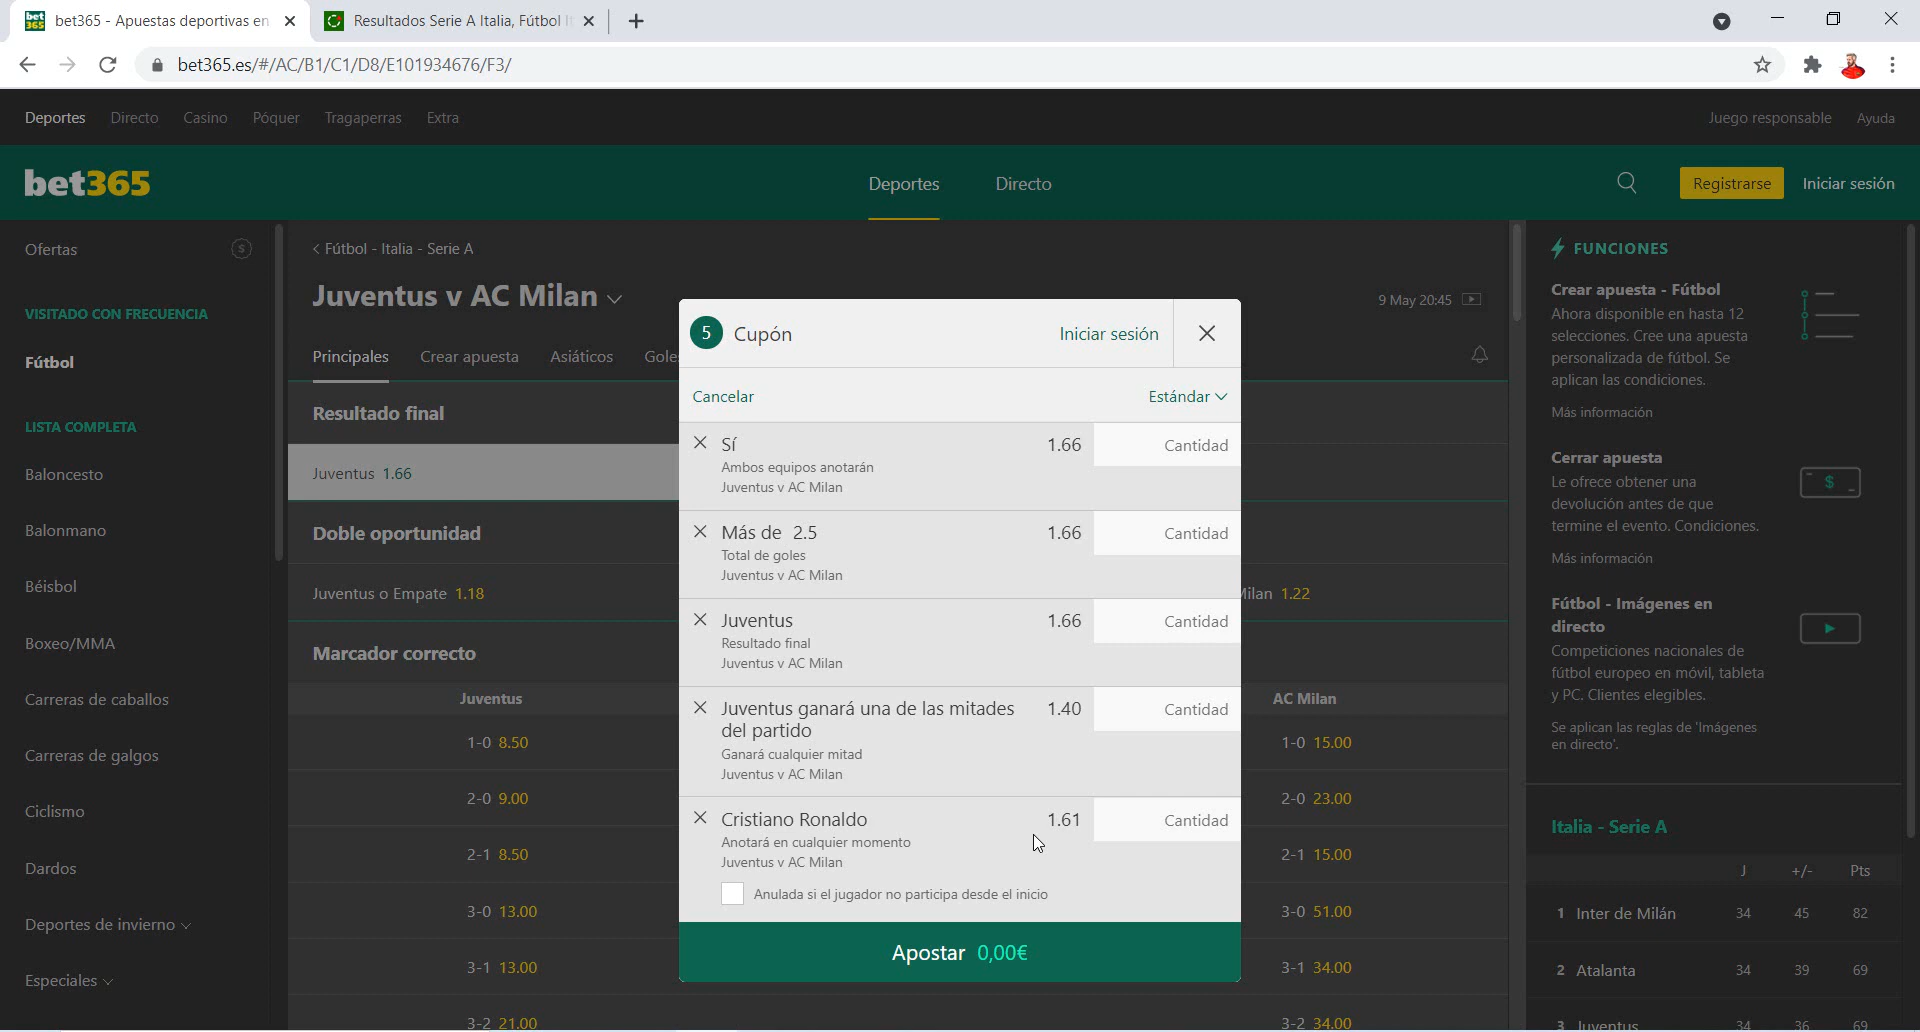 bet365 - Apuestas deportivas en
Resultados Serie A Italia, Fútbol I
bet365.es/#/AC/B1/C1/D8/E101934676/F3/
Deportes Directo Casino Póquer Tragaperras Extra
Juego responsable Ayuda
bet365
Deportes Directo
Registrarse Iniciar sesión
Ofertas
VISITADO CON FRECUENCIA
Fútbol
LISTA COMPLETA
Baloncesto
Balonmano
Béisbol
Boxeo/MMA
Carreras de caballos
Carreras de galgos
Ciclismo
Dardos
Deportes de invierno
Especiales
< Fútbol - Italia - Serie A
Juventus v AC Milan
9 May 20:45
Principales Crear apuesta Asiáticos Gole
Resultado final
Juventus 1.66
Doble oportunidad
Juventus o Empate 1.18
Milan 1.22
Marcador correcto
Juventus
AC Milan
1-0 8.50
1-0 15.00
2-0 9.00
2-0 23.00
2-1 8.50
2-1 15.00
3-0 13.00
3-0 51.00
3-1 13.00
3-1 34.00
3-2 21.00
3-2 34.00
5 Cupón
Iniciar sesión
Cancelar
Estándar
Sí 1.66 Cantidad
Ambos equipos anotarán
Juventus v AC Milan
Más de 2.5 1.66 Cantidad
Total de goles
Juventus v AC Milan
Juventus 1.66 Cantidad
Resultado final
Juventus v AC Milan
Juventus ganará una de las mitades 1.40 Cantidad
del partido
Ganará cualquier mitad
Juventus v AC Milan
Cristiano Ronaldo 1.61 Cantidad
Anotará en cualquier momento
Juventus v AC Milan
Anulada si el jugador no participa desde el inicio
Apostar 0,00€
FUNCIONES
Crear apuesta - Fútbol
Ahora disponible en hasta 12
selecciones. Cree una apuesta
personalizada de fútbol. Se
aplican las condiciones.
Más información
Cerrar apuesta
Le ofrece obtener una
devolución antes de que
termine el evento. Condiciones.
Más información
Fútbol - Imágenes en
directo
Competiciones nacionales de
fútbol europeo en móvil, tableta
y PC. Clientes elegibles.
Se aplican las reglas de 'Imágenes
en directo'.
Italia - Serie A
J +/- Pts
1 Inter de Milán 34 45 82
2 Atalanta 34 39 69
3 Juventus 34 36 69